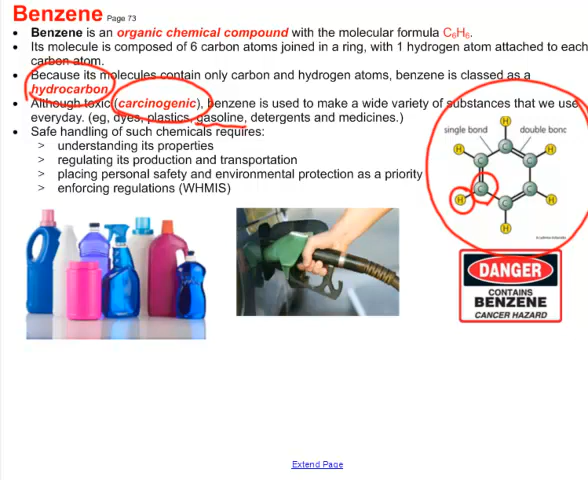 Benzene Page 73
• Benzene is an organic chemical compound with the molecular formula C₆H₆.
• Its molecule is composed of 6 carbon atoms joined in a ring, with 1 hydrogen atom attached to each
carbon atom.
• Because its molecules contain only carbon and hydrogen atoms, benzene is classed as a
hydrocarbon
• Although toxic (carcinogenic), benzene is used to make a wide variety of substances that we use
everyday. (eg, dyes, plastics, gasoline, detergents and medicines.)
• Safe handling of such chemicals requires:
> understanding its properties
> regulating its production and transportation
> placing personal safety and environmental protection as a priority
> enforcing regulations (WHMIS)
single bond double bond
H
H C H
C C
C C
H C H
H
DANGER
CONTAINS
BENZENE
CANCER HAZARD
Extend Page